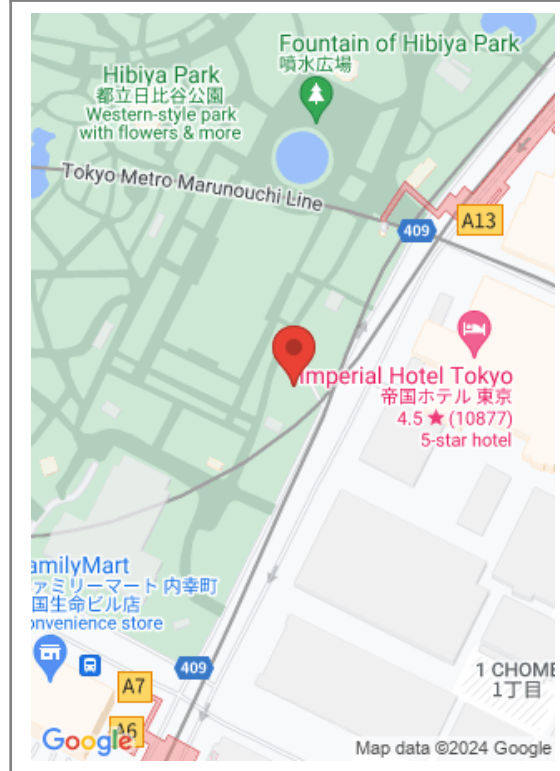 Fountain of Hibiya Park
噴水広場
Hibiya Park
都立日比谷公園
Western-style park
with flowers & more
Tokyo Metro Marunouchi Line
A13
409
Imperial Hotel Tokyo
帝国ホテル 東京
4.5 ★ (10877)
5-star hotel
amilyMart
ァミリーマート 内幸町
国生命ビル店
onvenience store
409
1 CHOME
1丁目
A7
A6
Google
Map data ©2024 Google